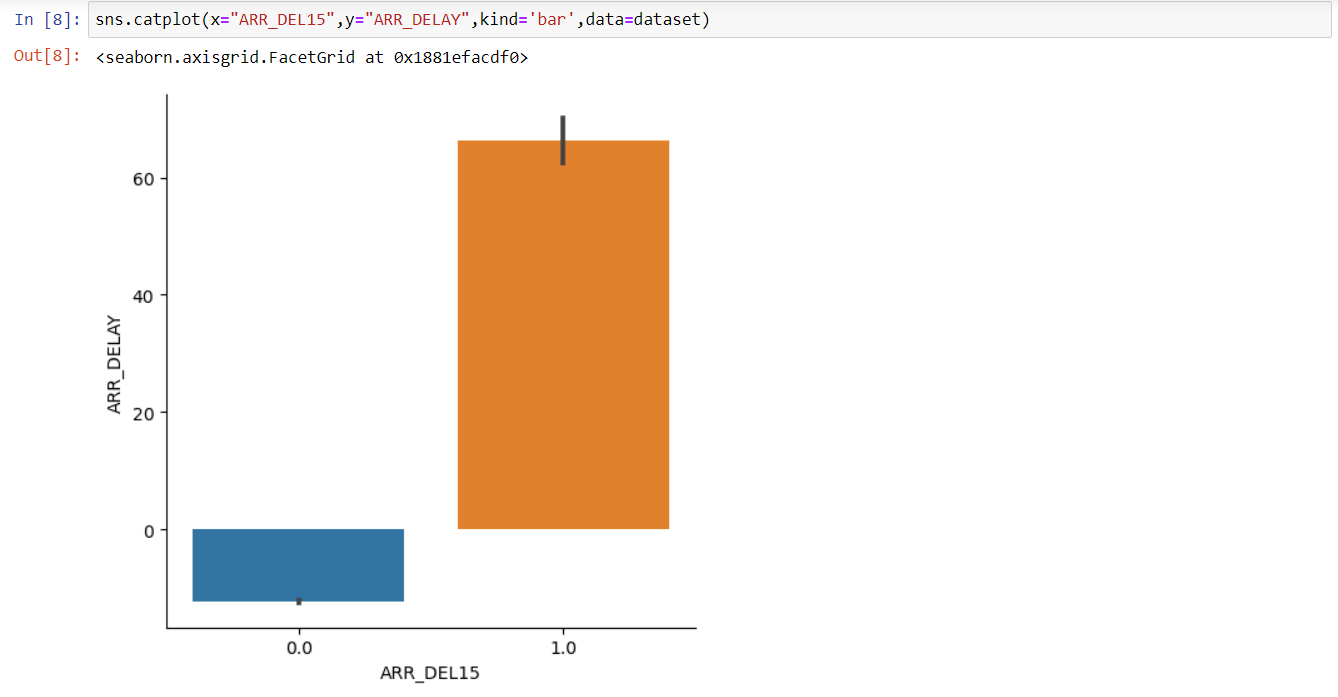 In [8]: sns.catplot(x="ARR_DEL15",y="ARR_DELAY",kind='bar',data=dataset)
Out[8]: <seaborn.axisgrid.FacetGrid at 0x1881efacdf0>
60
40
ARR_DELAY
20
0
0.0 1.0
ARR_DEL15